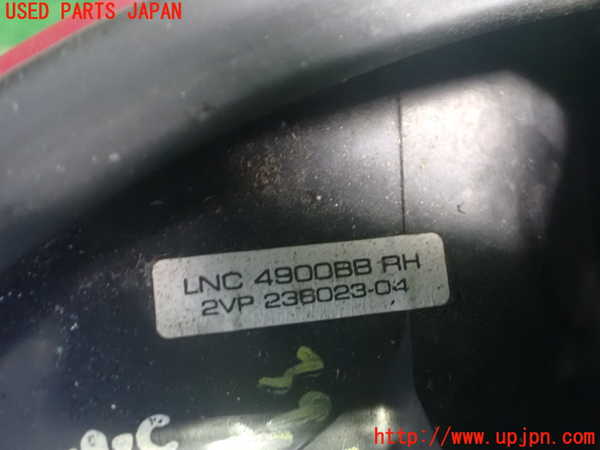 USED PARTS JAPAN
LNC 4900BB RH
2VP 236023-04
http://www.upjpn.com